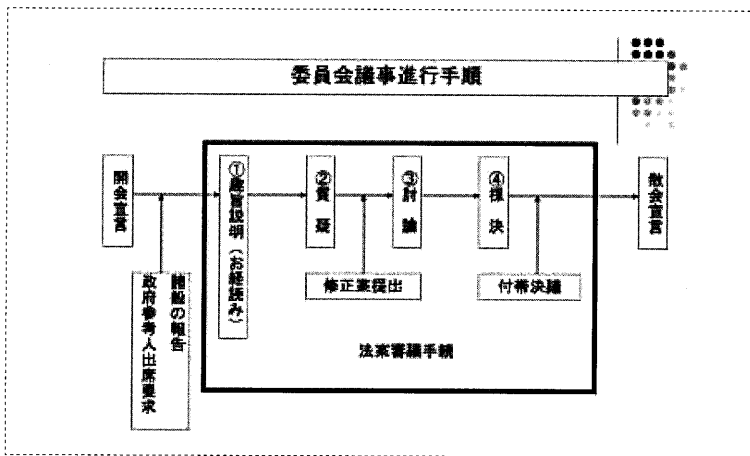 委員会議事進行手順
開会宣言
諸般の報告
政府参考人出席要求
①趣旨説明（お経読み）
②質疑
修正案提出
③討論
④採決
付帯決議
散会宣言
法案審議手続